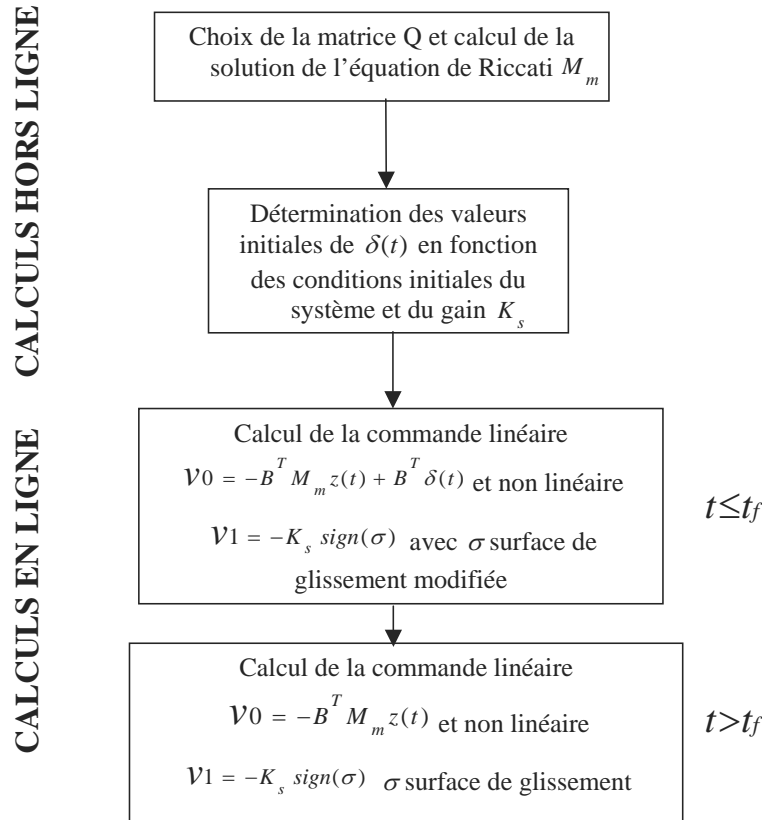 CALCULS HORS LIGNE
Choix de la matrice Q et calcul de la
solution de l'équation de Riccati M_m
Détermination des valeurs
initiales de δ(t) en fonction
des conditions initiales du
système et du gain K_s
CALCULS EN LIGNE
Calcul de la commande linéaire
v0 = -B^T M_m z(t) + B^T δ(t) et non linéaire
v1 = -K_s sign(σ) avec σ surface de
glissement modifiée
t≤t_f
Calcul de la commande linéaire
v0 = -B^T M_m z(t) et non linéaire
v1 = -K_s sign(σ) σ surface de glissement
t>t_f